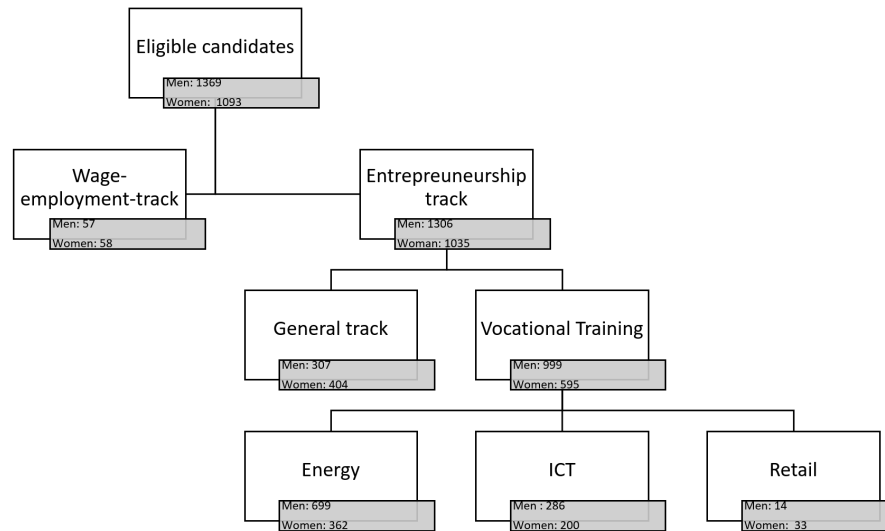 Eligible candidates
Men: 1369
Women:  1093
Wage-
employment-track
Men: 57
Women: 58
Entrepreuneurship
track
Men: 1306
Woman: 1035
General track
Men: 307
Women: 404
Vocational Training
Men: 999
Women: 595
Energy
Men: 699
Women: 362
ICT
Men : 286
Women: 200
Retail
Men: 14
Women:  33